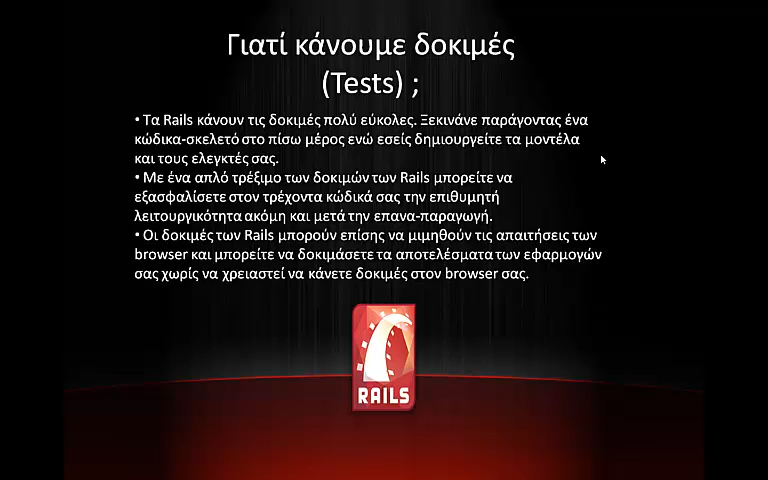 Γιατί κάνουμε δοκιμές
(Tests) ;
• Τα Rails κάνουν τις δοκιμές πολύ εύκολες. Ξεκινάνε παράγοντας ένα
κώδικα-σκελετό στο πίσω μέρος ενώ εσείς δημιουργείτε τα μοντέλα
και τους ελεγκτές σας.
• Με ένα απλό τρέξιμο των δοκιμών των Rails μπορείτε να
εξασφαλίσετε στον τρέχοντα κώδικά σας την επιθυμητή
λειτουργικότητα ακόμη και μετά την επανα-παραγωγή.
• Οι δοκιμές των Rails μπορούν επίσης να μιμηθούν τις απαιτήσεις των
browser και μπορείτε να δοκιμάσετε τα αποτελέσματα των εφαρμογών
σας χωρίς να χρειαστεί να κάνετε δοκιμές στον browser σας.
RAILS